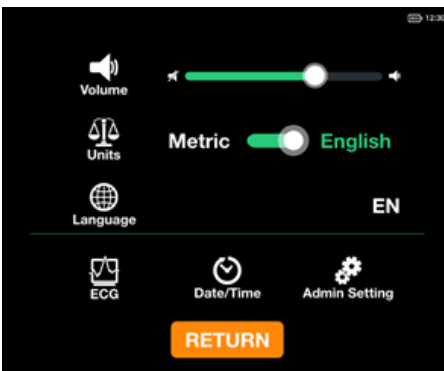 12:30
Volume
Metric English
Units
EN
Language
ECG Date/Time Admin Setting
RETURN